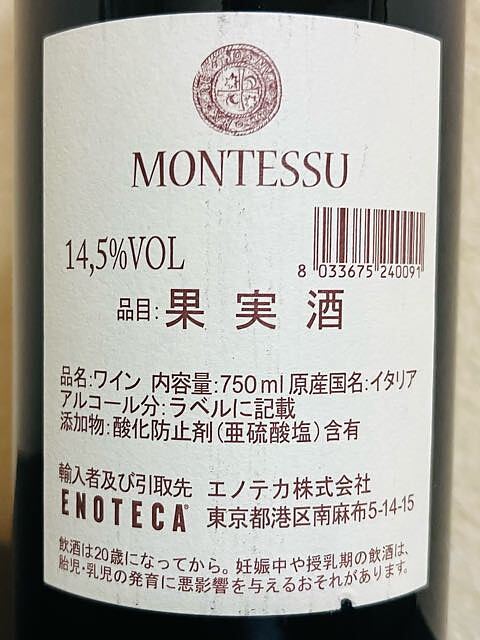 MONTESSU
14,5%VOL
8 033675 240091
品目:果実酒
品名:ワイン 内容量:750ml 原産国名:イタリア
アルコール分:ラベルに記載
添加物:酸化防止剤(亜硫酸塩)含有
輸入者及び引取先 エノテカ株式会社
ENOTECA® 東京都港区南麻布5-14-15
飲酒は20歳になってから。妊娠中や授乳期の飲酒は、
胎児・乳児の発育に悪影響を与えるおそれがあります。